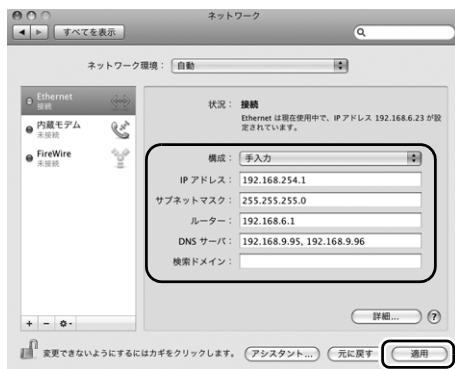 ネットワーク
すべてを表示
ネットワーク環境： 自動
Ethernet
接続
内蔵モデム
未接続
FireWire
未接続
状況： 接続
Ethernet は現在使用中で、IP アドレス 192.168.6.23 が設
定されています。
構成： 手入力
IP アドレス： 192.168.254.1
サブネットマスク： 255.255.255.0
ルーター： 192.168.6.1
DNS サーバ： 192.168.9.95, 192.168.9.96
検索ドメイン：
詳細... ?
変更できないようにするにはカギをクリックします。 アシスタント... 元に戻す 適用